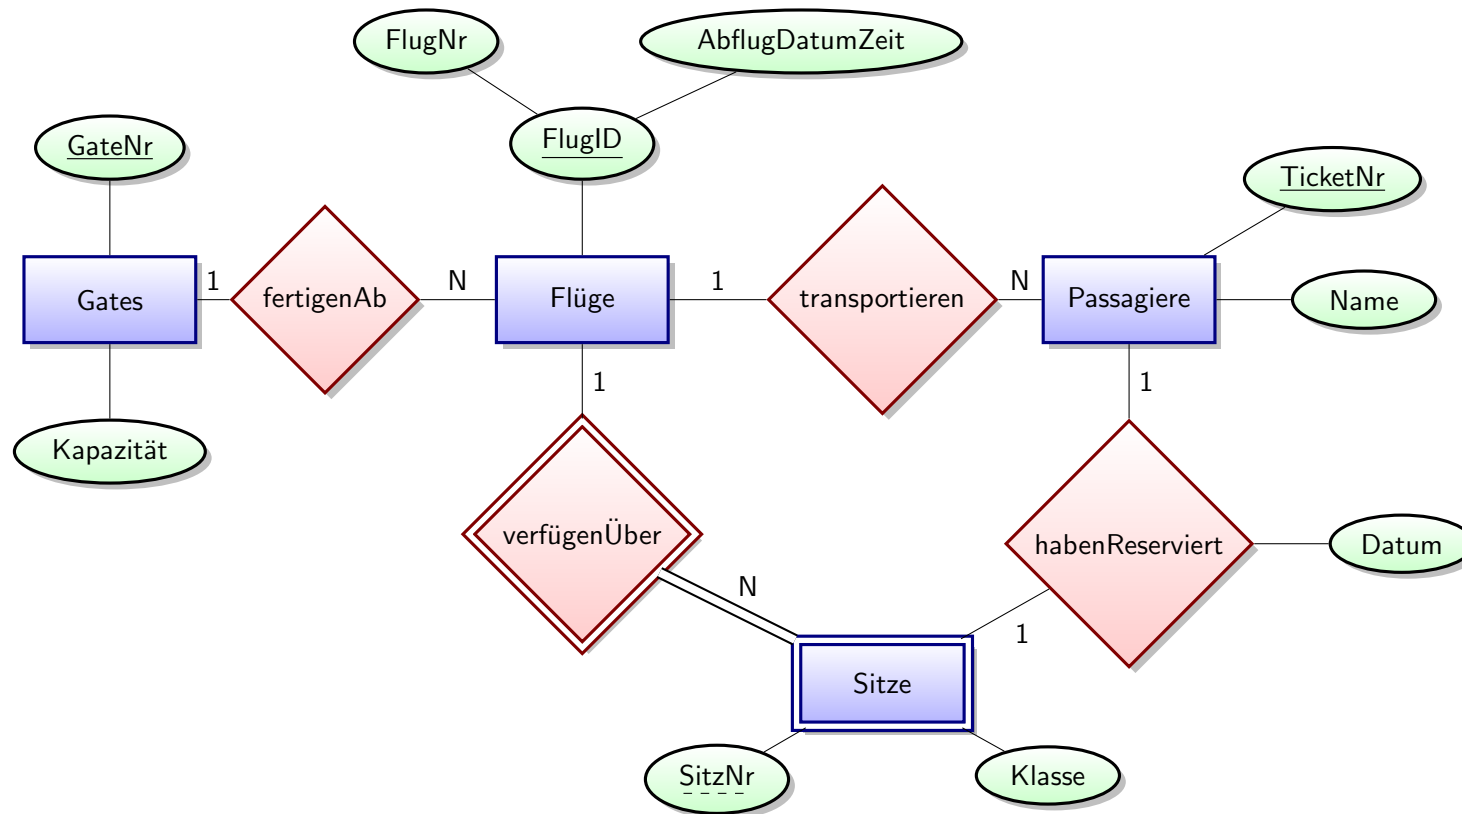 FlugNr
AbflugDatumZeit
GateNr
FlugID
TicketNr
Gates
1
fertigenAb
N
Flüge
1
transportieren
N
Passagiere
Name
1
1
Kapazität
verfügenÜber
habenReserviert
Datum
N
1
Sitze
SitzNr
Klasse